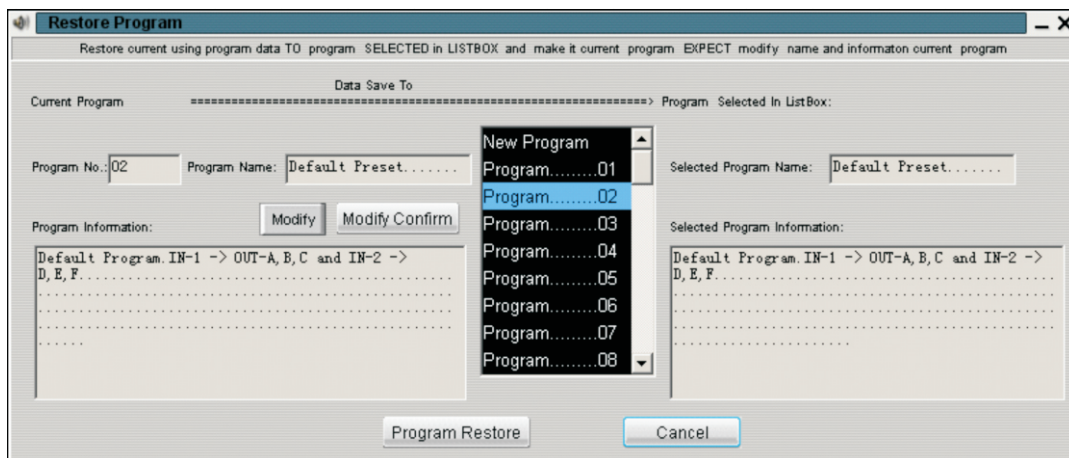 Restore Program
Restore current using program data TO program SELECTED in LISTBOX and make it current program EXPECT modify name and informaton current program
Data Save To
Current Program ==================================================================> Program Selected In ListBox:
Program No.: 02 Program Name: Default Preset.......
Modify Modify Confirm
Program Information:
Default Program.IN-1 -> OUT-A,B,C and IN-2 ->
D,E,F......................................................
............................................................
............................................................
............................................................
......
New Program
Program.........01
Program.........02
Program.........03
Program.........04
Program.........05
Program.........06
Program.........07
Program.........08
Selected Program Name: Default Preset.......
Selected Program Information:
Default Program.IN-1 -> OUT-A,B,C and IN-2 ->
D,E,F.................................................
.......................................................
.......................................................
.......................................................
.....................
Program Restore Cancel